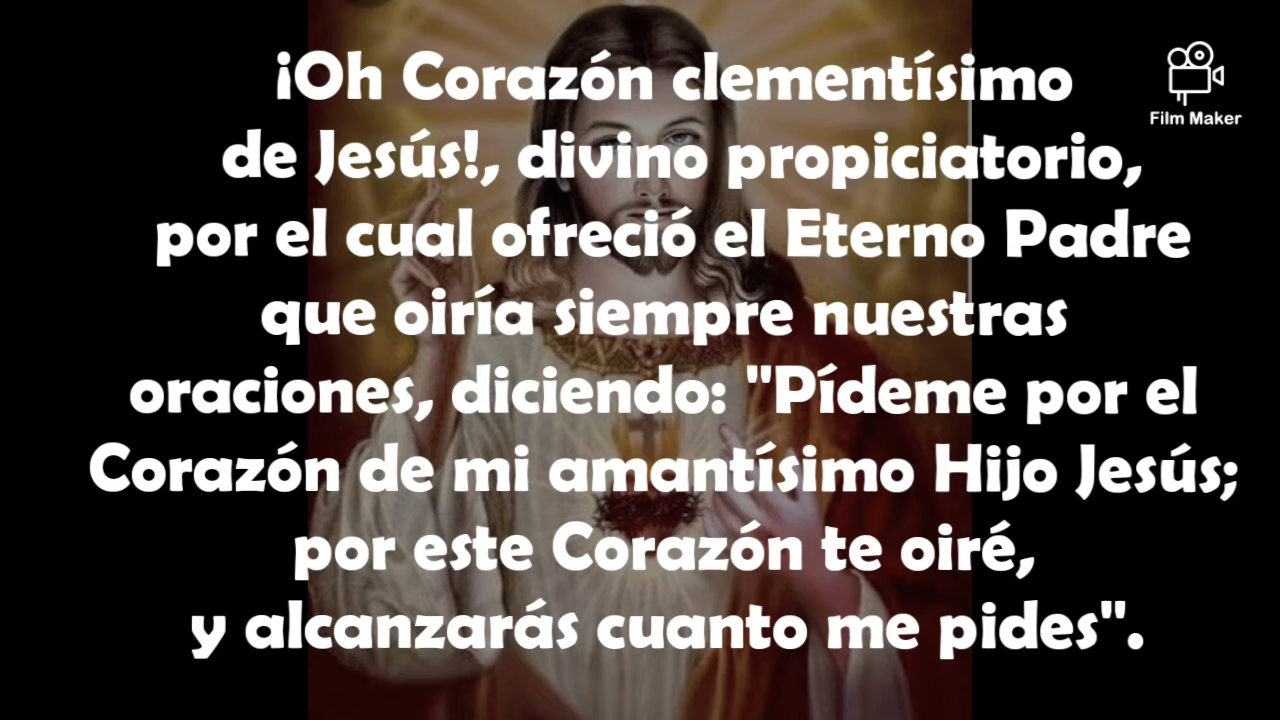 ¡Oh Corazón clementísimo
de Jesús!, divino propiciatorio,
por el cual ofreció el Eterno Padre
que oiría siempre nuestras
oraciones, diciendo: "Pídeme por el
Corazón de mi amantísimo Hijo Jesús;
por este Corazón te oiré,
y alcanzarás cuanto me pides".
Film Maker